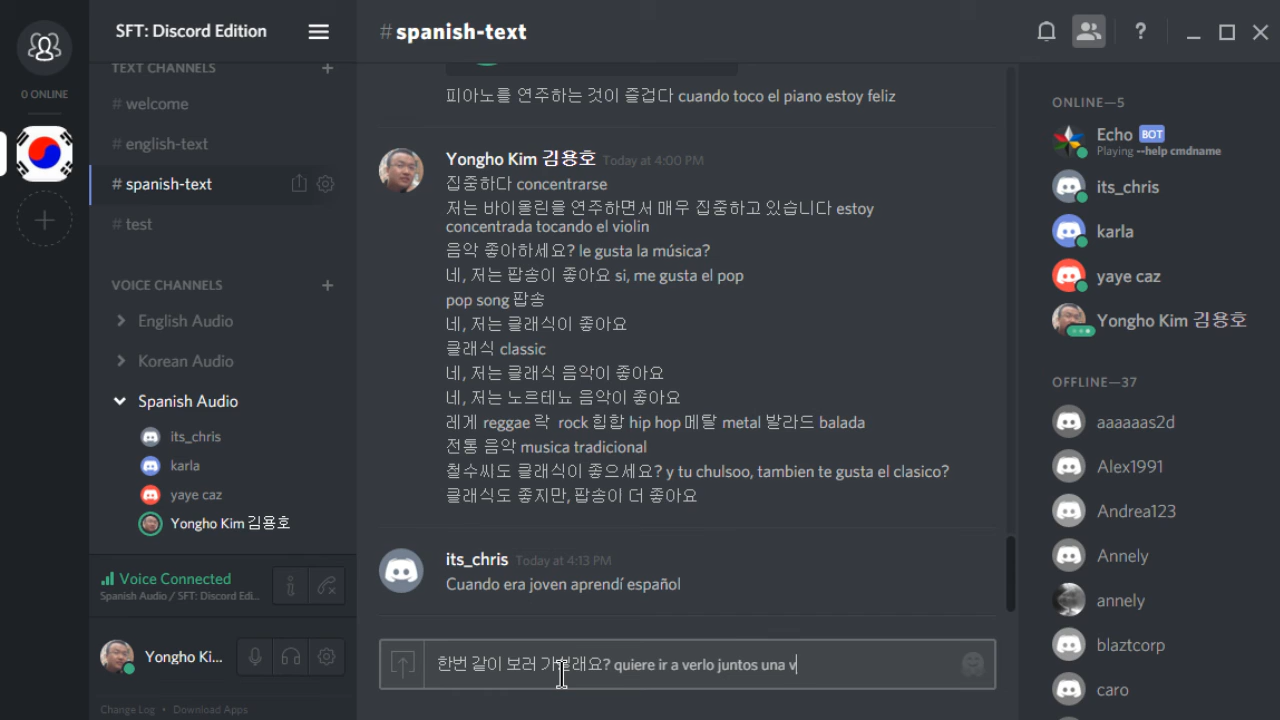 SFT: Discord Edition
# spanish-text
0 ONLINE
TEXT CHANNELS
# welcome
# english-text
# spanish-text
# test
VOICE CHANNELS
English Audio
Korean Audio
Spanish Audio
its_chris
karla
yaye caz
Yongho Kim 김용호
Voice Connected
Spanish Audio / SFT: Discord Edi...
Yongho Ki...
Change Log • Download Apps
피아노를 연주하는 것이 즐겁다 cuando toco el piano estoy feliz
Yongho Kim 김용호 Today at 4:00 PM
집중하다 concentrarse
저는 바이올린을 연주하면서 매우 집중하고 있습니다 estoy
concentrada tocando el violin
음악 좋아하세요? le gusta la música?
네, 저는 팝송이 좋아요 si, me gusta el pop
pop song 팝송
네, 저는 클래식이 좋아요
클래식 classic
네, 저는 클래식 음악이 좋아요
네, 저는 노르테뇨 음악이 좋아요
레게 reggae 락 rock 힙합 hip hop 메탈 metal 발라드 balada
전통 음악 musica tradicional
철수씨도 클래식이 좋으세요? y tu chulsoo, tambien te gusta el clasico?
클래식도 좋지만, 팝송이 더 좋아요
its_chris Today at 4:13 PM
Cuando era joven aprendí español
한번 같이 보러 quiere ir a verlo juntos una v
?
ONLINE—5
Echo BOT
Playing --help cmdname
its_chris
karla
yaye caz
Yongho Kim 김용호
OFFLINE—37
aaaaaas2d
Alex1991
Andrea123
Annely
annely
blaztcorp
caro